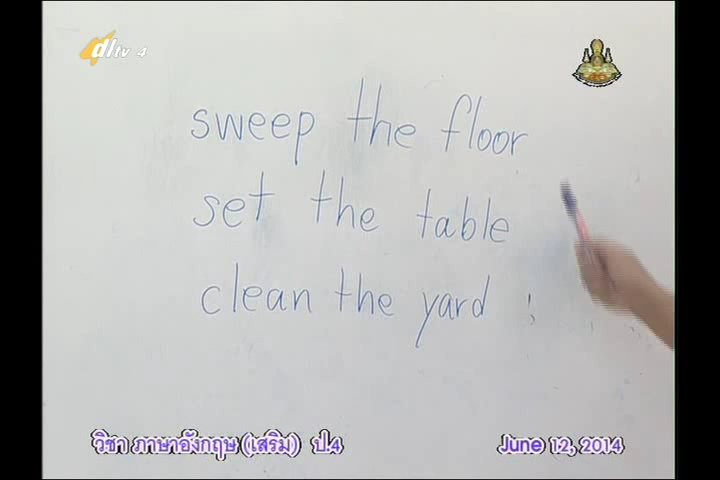 dltv 4
sweep the floor
set the table
clean the yard
วิชา ภาษาอังกฤษ (เสริม) ป.4
June 12, 2014